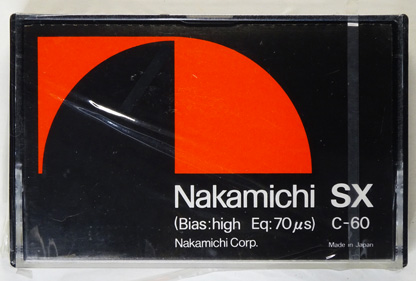 Nakamichi SX
(Bias:high Eq:70μs) C-60
Nakamichi Corp. Made in Japan